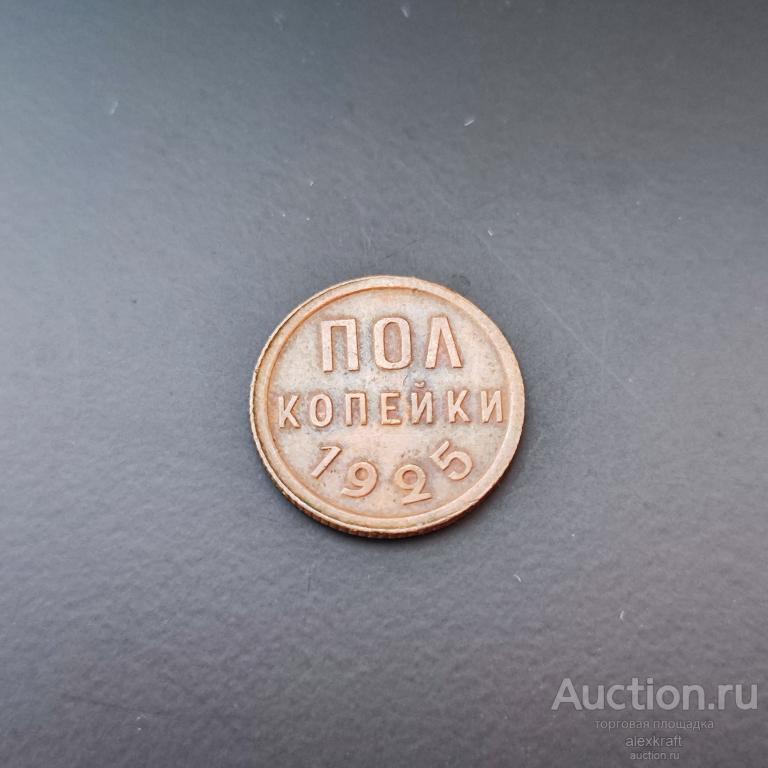 ПОЛ
КОПЕЙКИ
1925
Auction.ru
торговая площадка
alexkraft
auction.ru